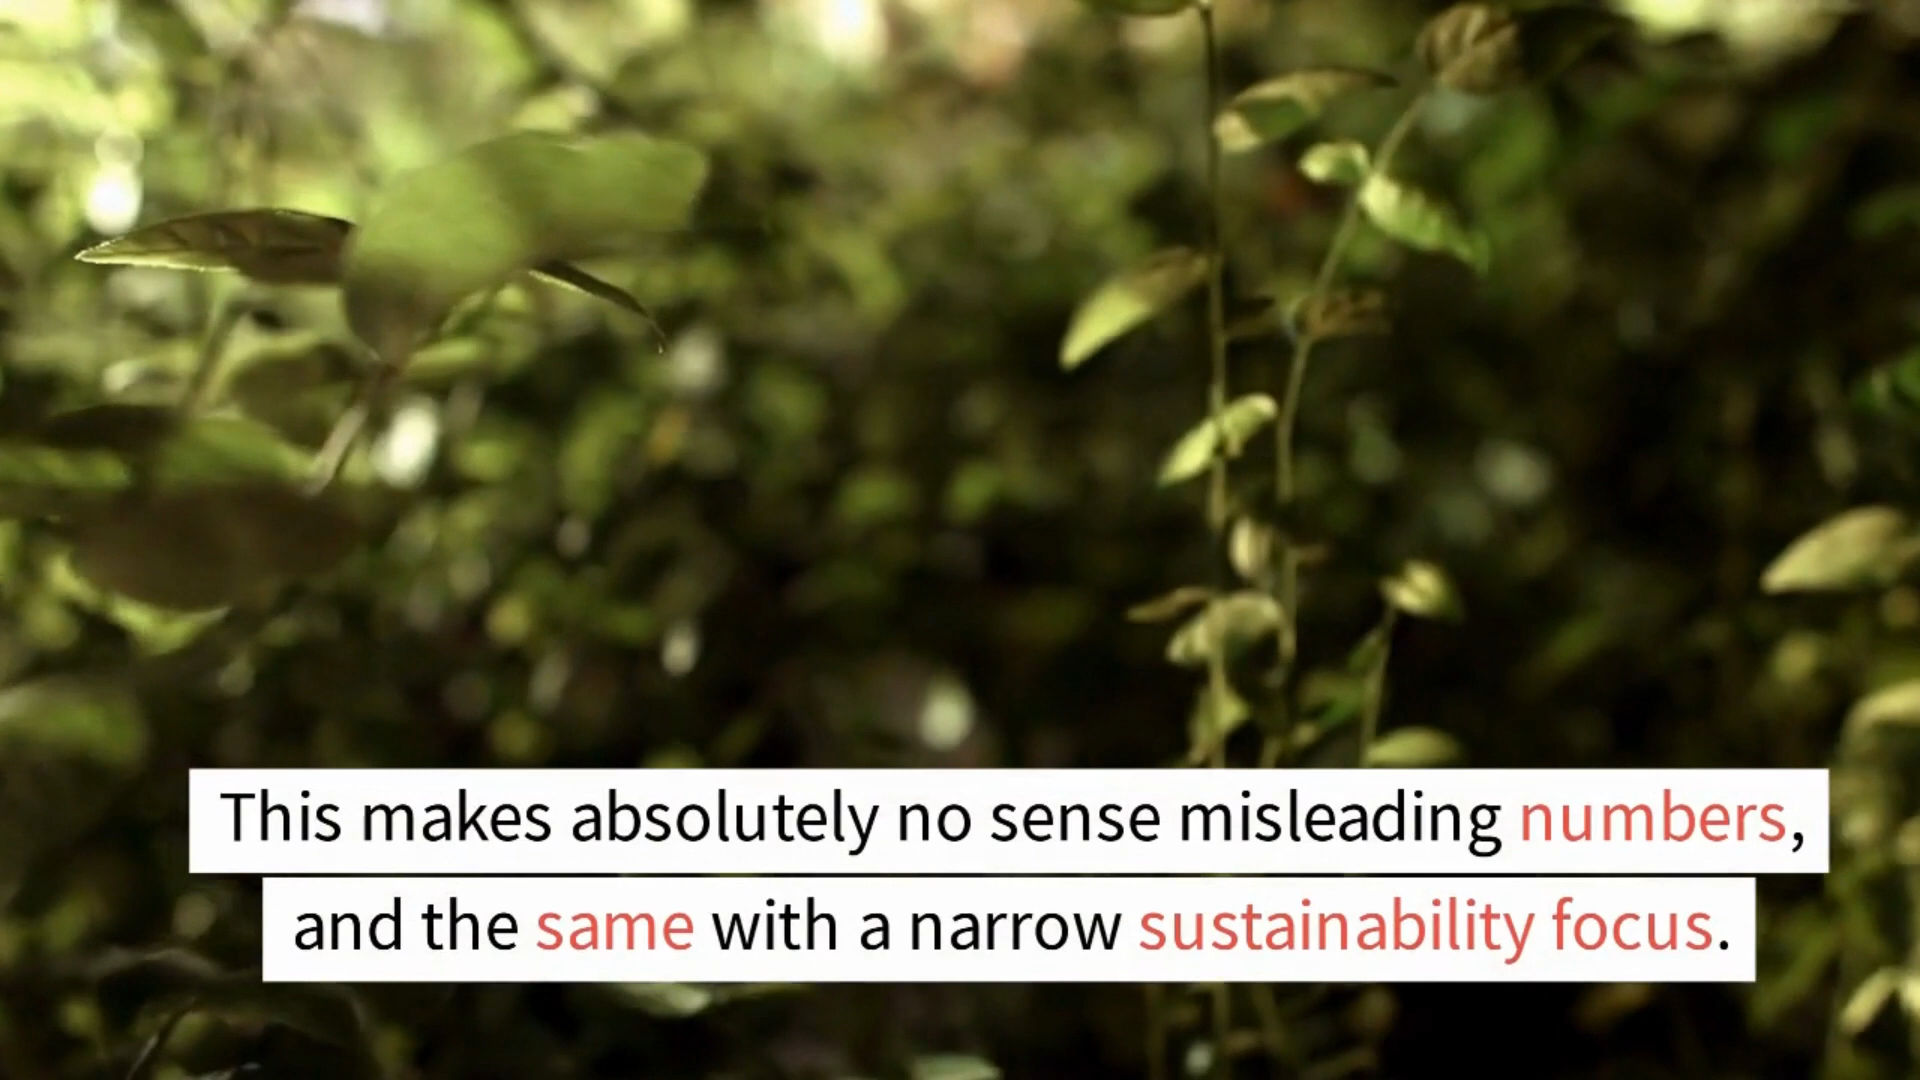 This makes absolutely no sense misleading numbers,
and the same with a narrow sustainability focus.